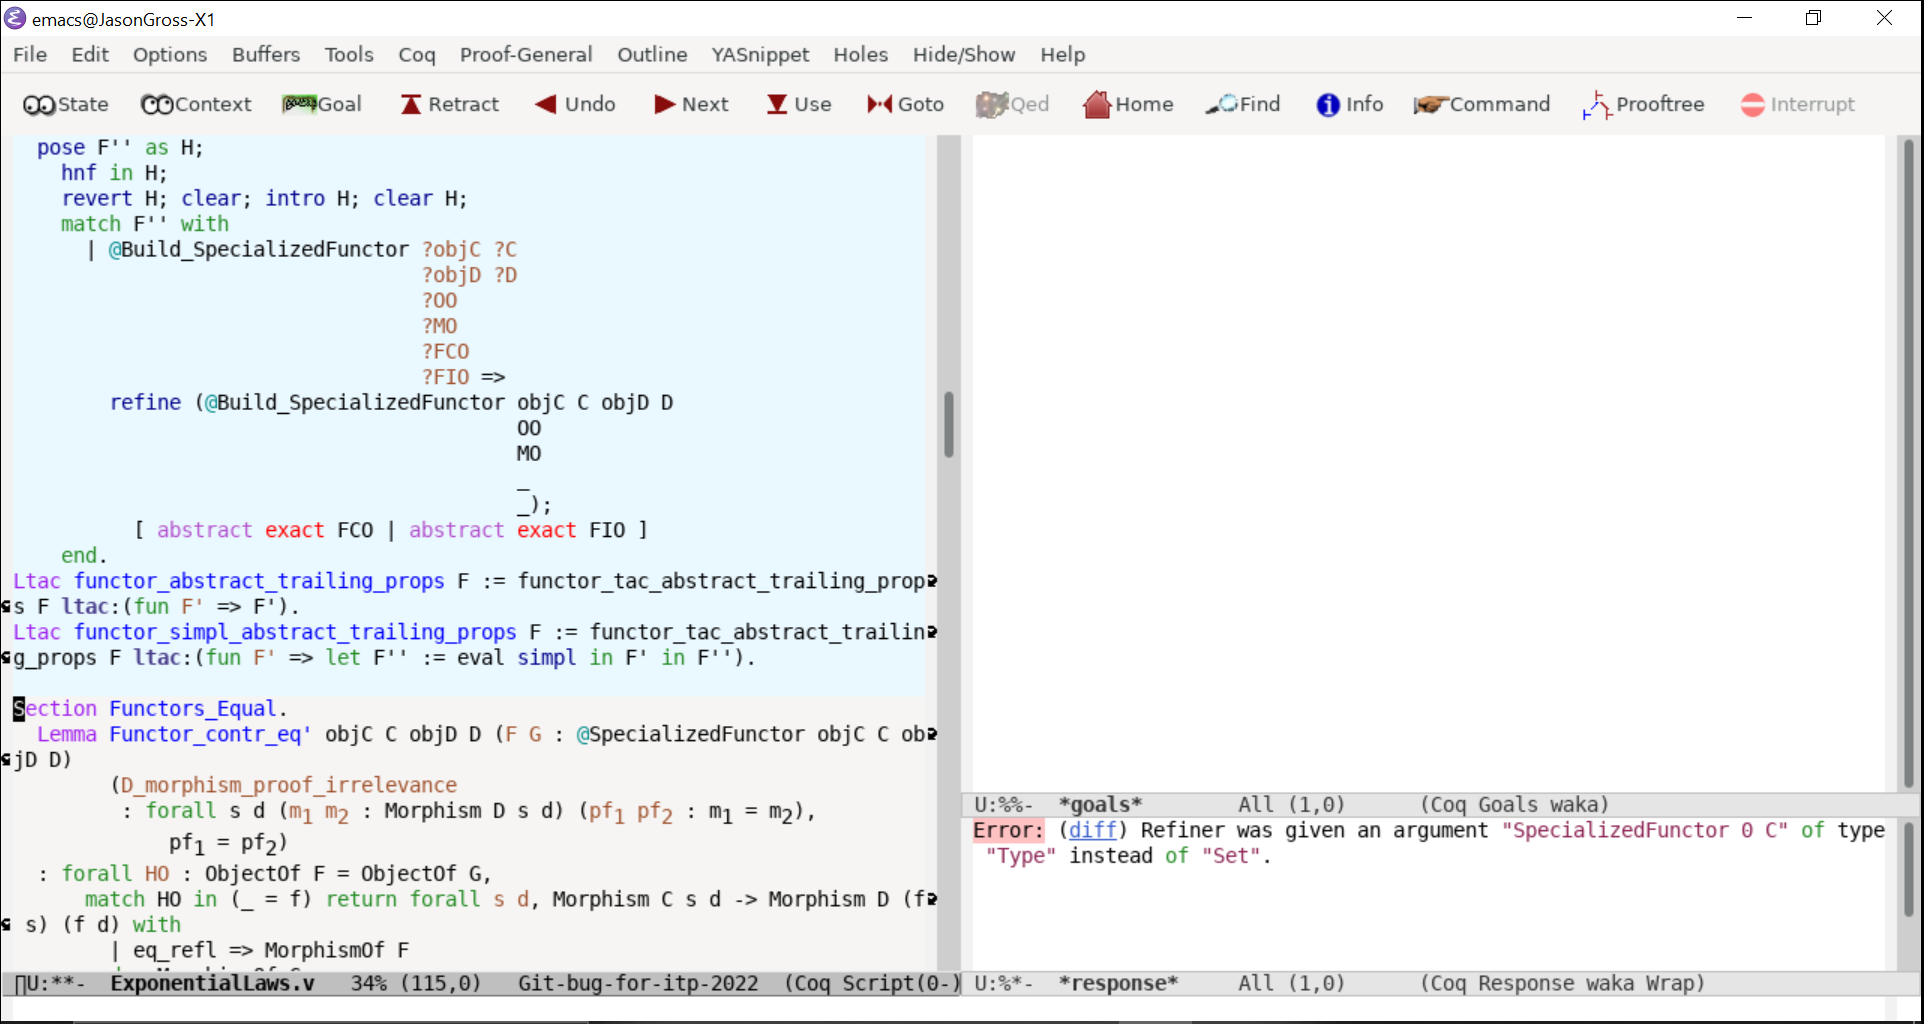 emacs@JasonGross-X1
File Edit Options Buffers Tools Coq Proof-General Outline YASnippet Holes Hide/Show Help
State Context Goal Retract Undo Next Use Goto Qed Home Find Info Command Prooftree Interrupt
pose F'' as H;
hnf in H;
revert H; clear; intro H; clear H;
match F'' with
| @Build_SpecializedFunctor ?objC ?C
?objD ?D
?OO
?MO
?FCO
?FIO =>
refine (@Build_SpecializedFunctor objC C objD D
OO
MO
_
_);
[ abstract exact FCO | abstract exact FIO ]
end.
Ltac functor_abstract_trailing_props F := functor_tac_abstract_trailing_prop
s F ltac:(fun F' => F').
Ltac functor_simpl_abstract_trailing_props F := functor_tac_abstract_trailin
g_props F ltac:(fun F' => let F'' := eval simpl in F' in F'').
Section Functors_Equal.
Lemma Functor_contr_eq' objC C objD D (F G : @SpecializedFunctor objC C ob
jD D)
(D_morphism_proof_irrelevance
: forall s d (m₁ m₂ : Morphism D s d) (pf₁ pf₂ : m₁ = m₂),
pf₁ = pf₂)
: forall HO : ObjectOf F = ObjectOf G,
match HO in (_ = f) return forall s d, Morphism C s d -> Morphism D (f
s) (f d) with
| eq_refl => MorphismOf F
U:**- ExponentialLaws.v 34% (115,0) Git-bug-for-itp-2022 (Coq Script(0-)
U:%%- *goals* All (1,0) (Coq Goals waka)
Error: (diff) Refiner was given an argument "SpecializedFunctor 0 C" of type
"Type" instead of "Set".
U:%*- *response* All (1,0) (Coq Response waka Wrap)